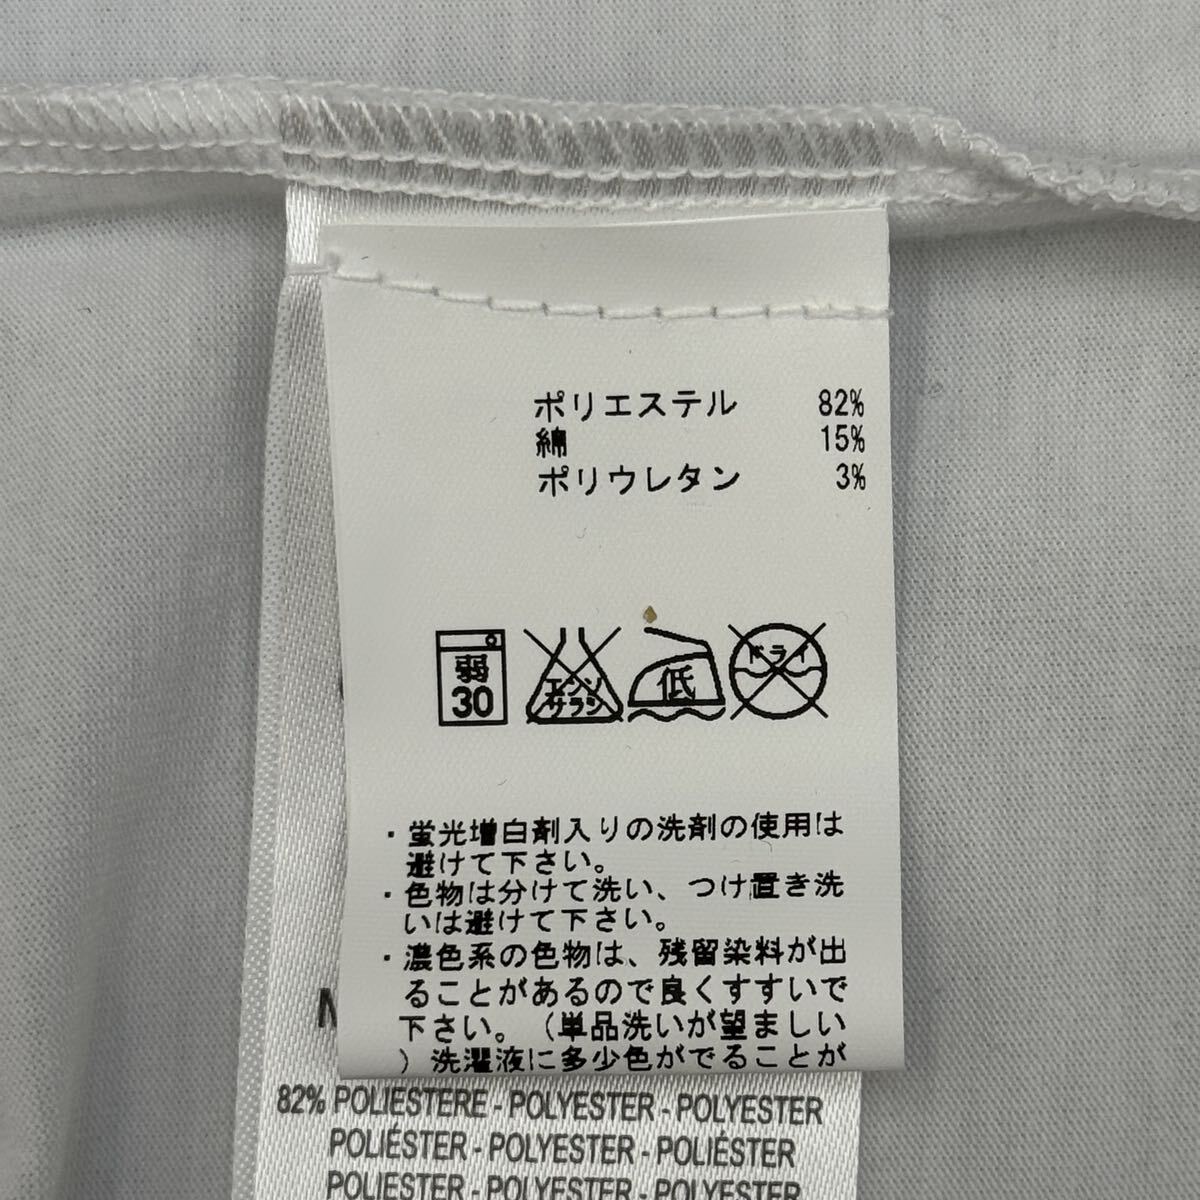 ポリエステル 82%
綿 15%
ポリウレタン 3%
弱
30
エンソ
サラシ
低
ドライ
・蛍光増白剤入りの洗剤の使用は
避けて下さい。
・色物は分けて洗い、つけ置き洗
いは避けて下さい。
・濃色系の色物は、残留染料が出
ることがあるので良くすすいで
下さい。(単品洗いが望ましい
)洗濯液に多少色がでることが
82% POLIESTERE - POLYESTER - POLYESTER
POLIÉSTER - POLYESTER - POLIÉSTER
POLIESTER - POLYESTER - POLYESTER